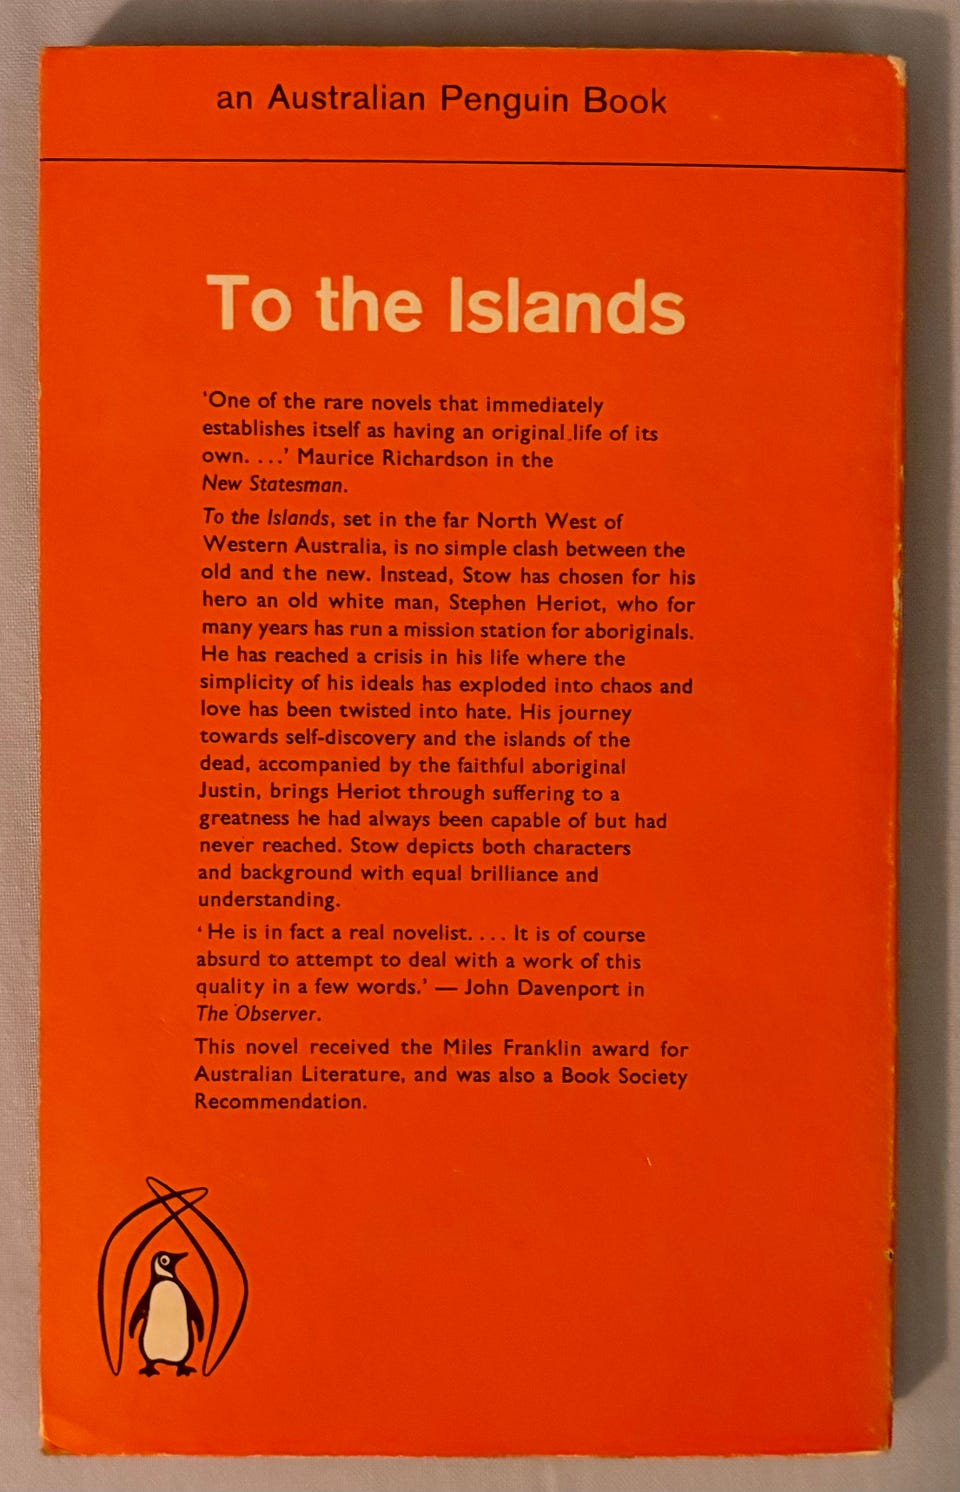 an Australian Penguin Book
To the Islands
‘One of the rare novels that immediately
establishes itself as having an original life of its
own. . . .’ Maurice Richardson in the
New Statesman.
To the Islands, set in the far North West of
Western Australia, is no simple clash between the
old and the new. Instead, Stow has chosen for his
hero an old white man, Stephen Heriot, who for
many years has run a mission station for aboriginals.
He has reached a crisis in his life where the
simplicity of his ideals has exploded into chaos and
love has been twisted into hate. His journey
towards self-discovery and the islands of the
dead, accompanied by the faithful aboriginal
Justin, brings Heriot through suffering to a
greatness he had always been capable of but had
never reached. Stow depicts both characters
and background with equal brilliance and
understanding.
‘ He is in fact a real novelist. . . . It is of course
absurd to attempt to deal with a work of this
quality in a few words.’ — John Davenport in
The Observer.
This novel received the Miles Franklin award for
Australian Literature, and was also a Book Society
Recommendation.